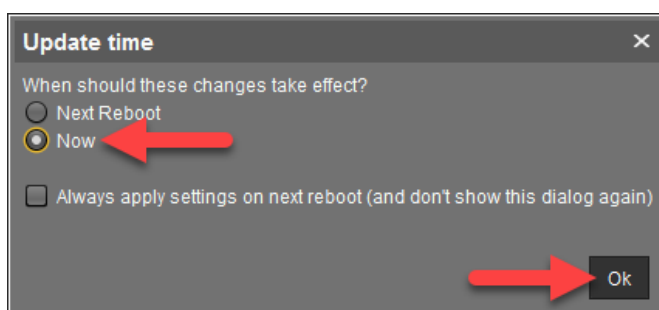 Update time
When should these changes take effect?
Next Reboot
Now
Always apply settings on next reboot (and don't show this dialog again)
Ok